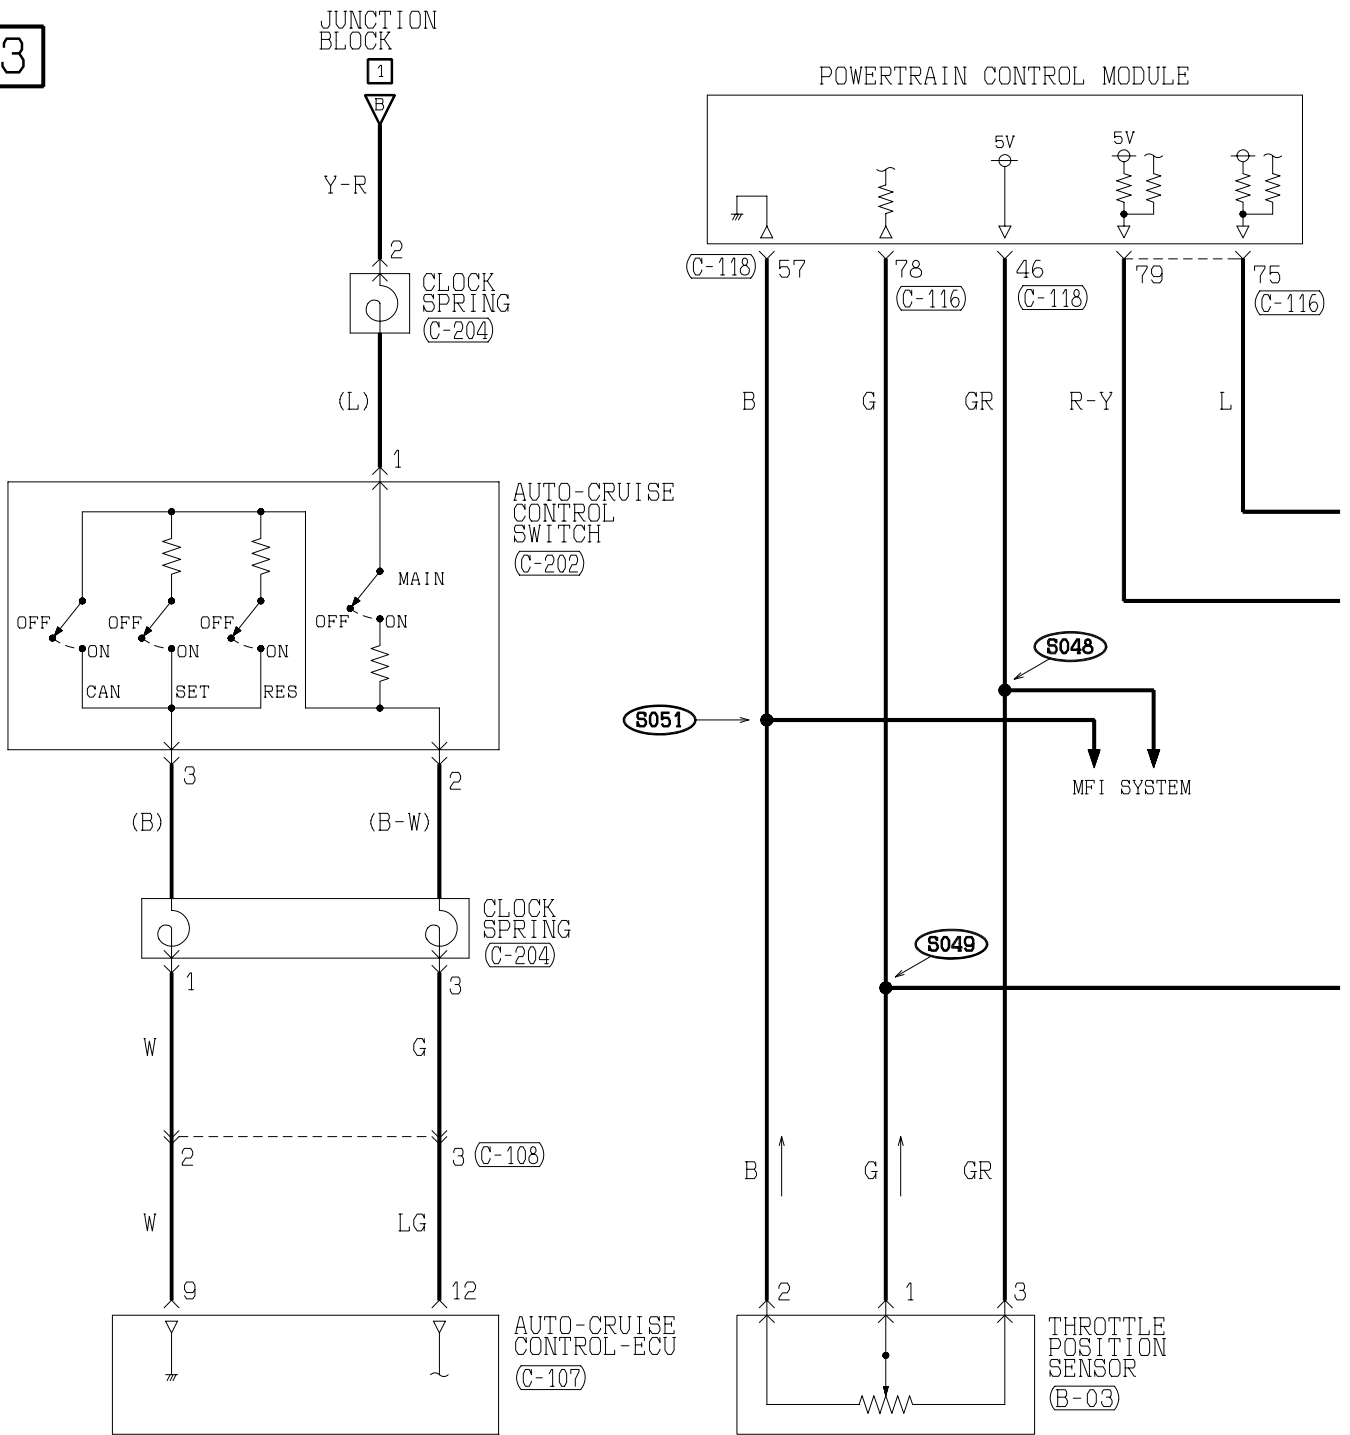 3
JUNCTION
BLOCK
1
B
Y-R
2
CLOCK
SPRING
(C-204)
(L)
1
AUTO-CRUISE
CONTROL
SWITCH
(C-202)
MAIN
OFF
ON
OFF
ON
OFF
ON
OFF
ON
CAN
SET
RES
3
2
(B)
(B-W)
CLOCK
SPRING
(C-204)
1
3
W
G
2
3
(C-108)
W
LG
9
12
AUTO-CRUISE
CONTROL-ECU
(C-107)
POWERTRAIN CONTROL MODULE
5V
5V
(C-118)
57
78
(C-116)
46
(C-118)
79
75
(C-116)
B
G
GR
R-Y
L
S048
S051
MFI SYSTEM
S049
B
G
GR
2
1
3
THROTTLE
POSITION
SENSOR
(B-03)